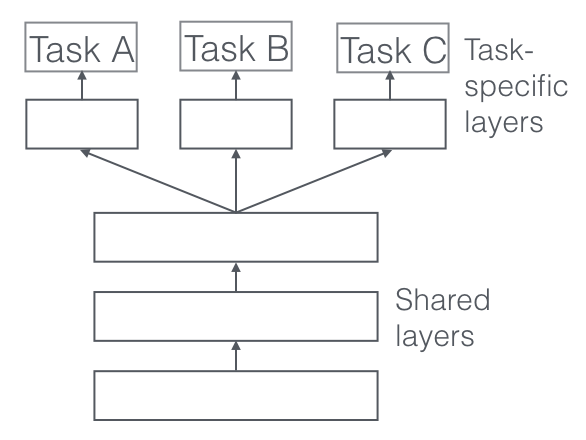 Task A
Task B
Task C
Task-
specific
layers
Shared
layers